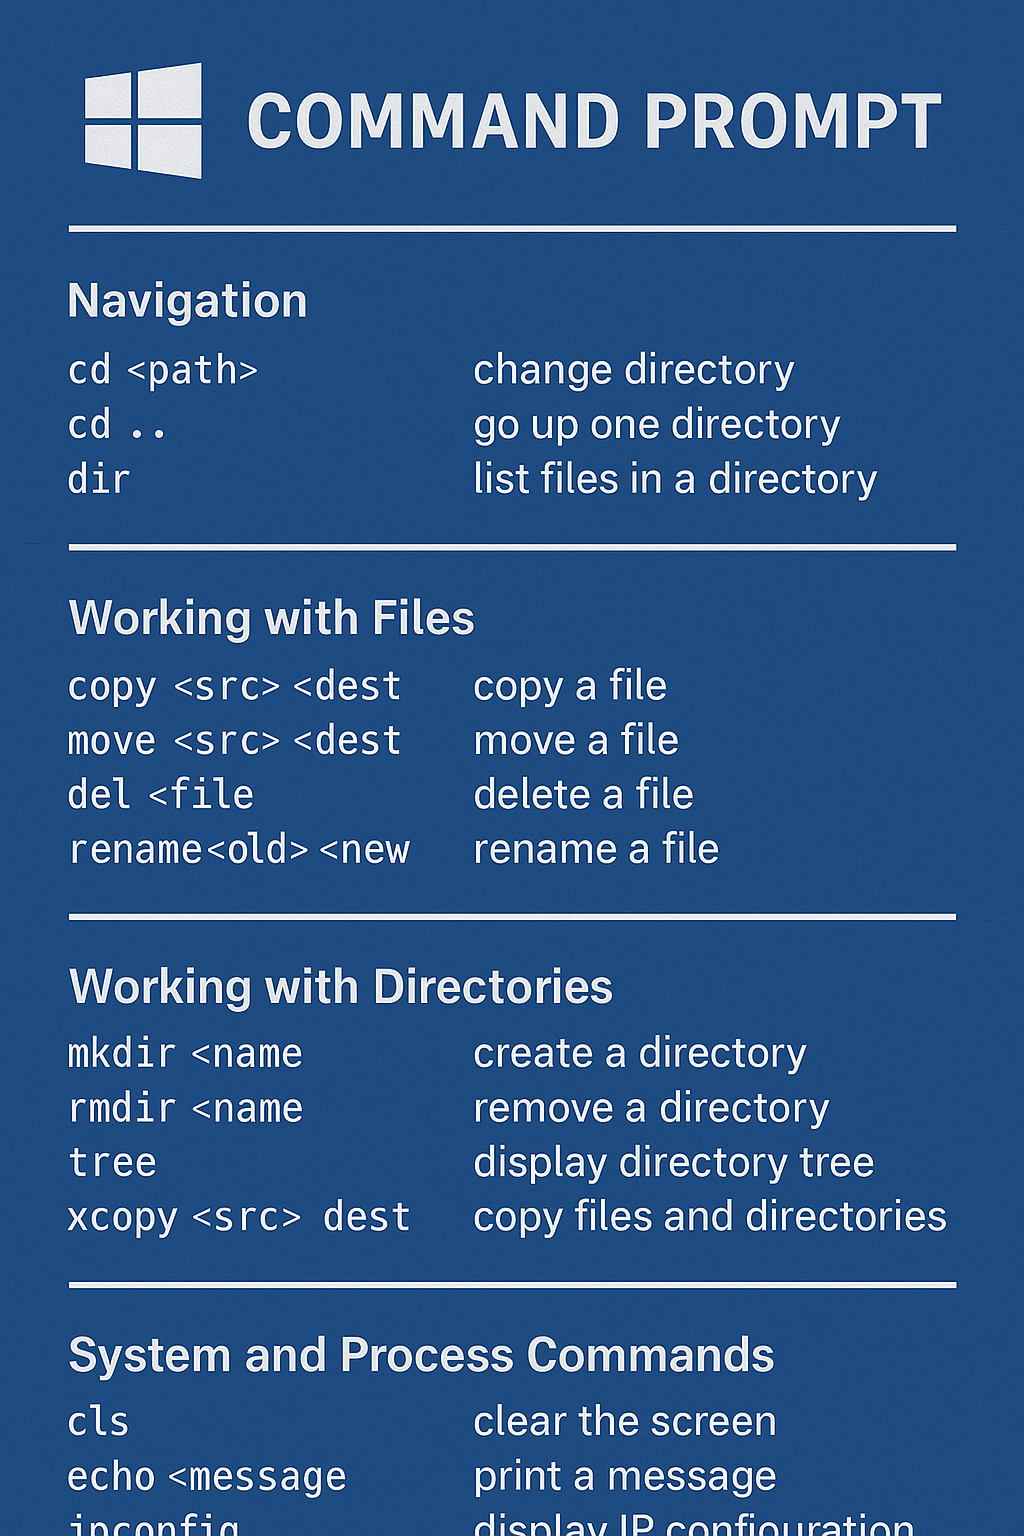 COMMAND PROMPT
Navigation
cd <path> change directory
cd .. go up one directory
dir list files in a directory
Working with Files
copy <src> <dest copy a file
move <src> <dest move a file
del <file delete a file
rename<old> <new rename a file
Working with Directories
mkdir <name create a directory
rmdir <name remove a directory
tree display directory tree
xcopy <src> dest copy files and directories
System and Process Commands
cls clear the screen
echo <message print a message
ipconfig display IP configuration